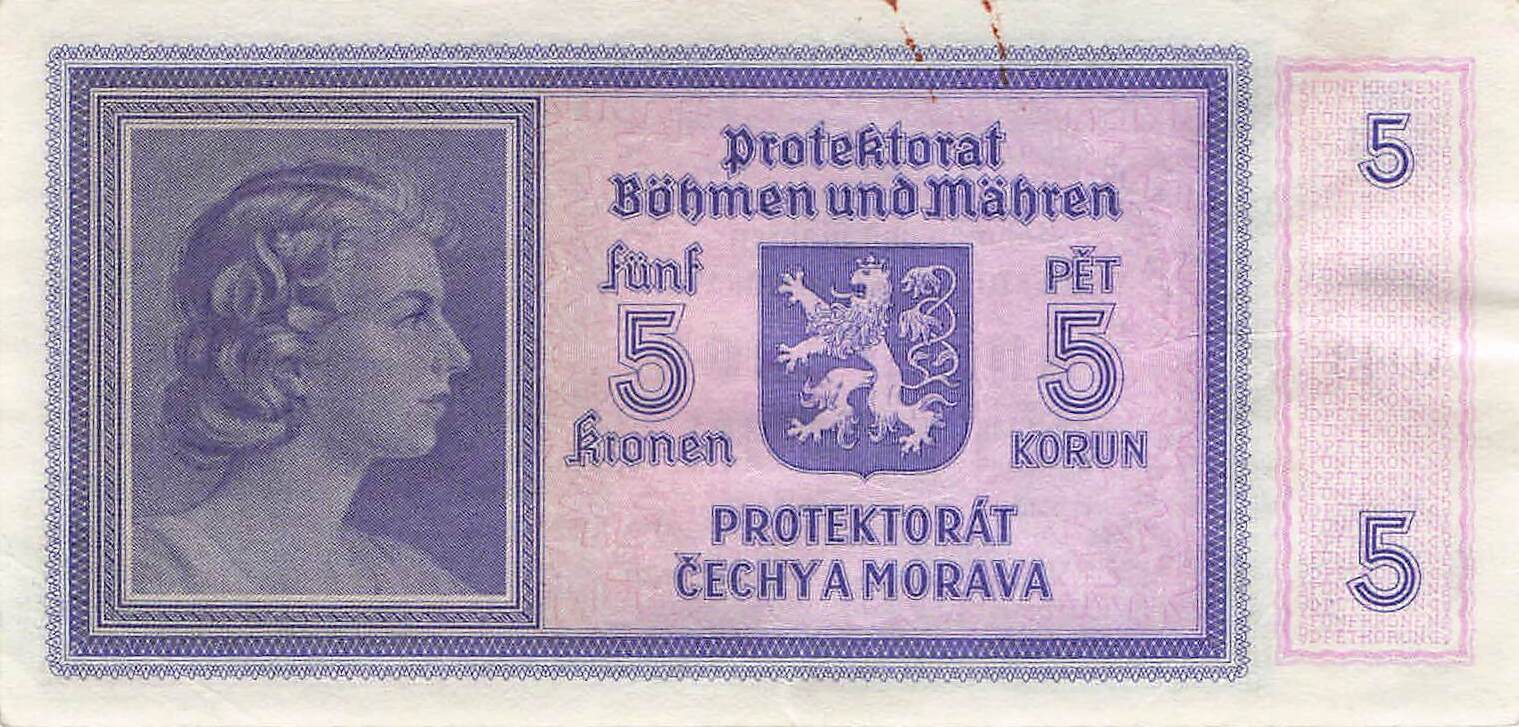 Protektorat
Böhmen und Mähren
fünf
5
Kronen
PĚT
5
KORUN
PROTEKTORÁT
ČECHY A MORAVA
5
5